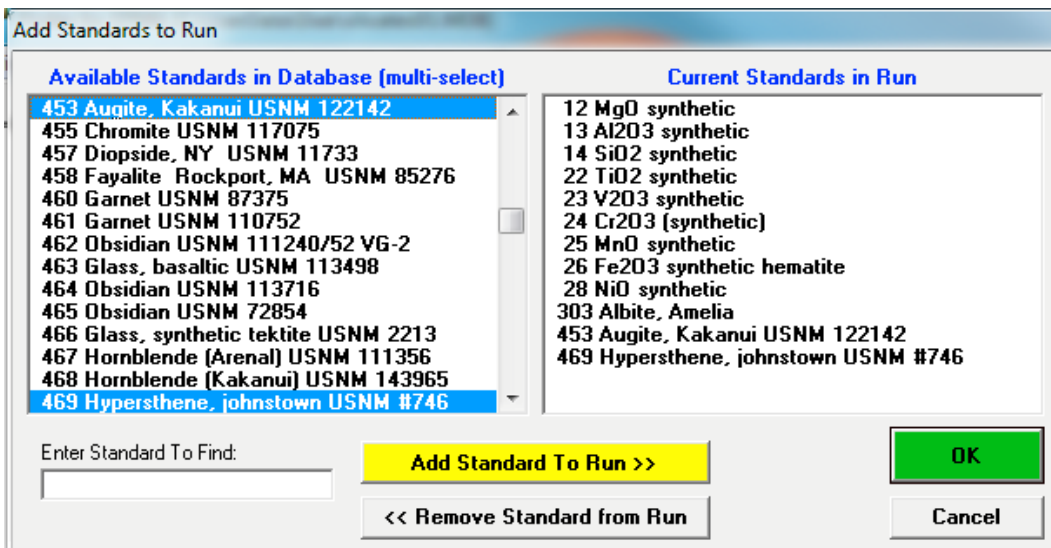 Add Standards to Run
Available Standards in Database (multi-select)
453 Augite, Kakanui USNM 122142
455 Chromite USNM 117075
457 Diopside, NY  USNM 11733
458 Fayalite  Rockport, MA  USNM 85276
460 Garnet USNM 87375
461 Garnet USNM 110752
462 Obsidian USNM 111240/52 VG-2
463 Glass, basaltic USNM 113498
464 Obsidian USNM 113716
465 Obsidian USNM 72854
466 Glass, synthetic tektite USNM 2213
467 Hornblende (Arenal) USNM 111356
468 Hornblende (Kakanui) USNM 143965
469 Hypersthene, johnstown USNM #746
Current Standards in Run
12 MgO synthetic
13 Al2O3 synthetic
14 SiO2 synthetic
22 TiO2 synthetic
23 V2O3 synthetic
24 Cr2O3 (synthetic)
25 MnO synthetic
26 Fe2O3 synthetic hematite
28 NiO synthetic
303 Albite, Amelia
453 Augite, Kakanui USNM 122142
469 Hypersthene, johnstown USNM #746
Enter Standard To Find:
Add Standard To Run >>
<< Remove Standard from Run
OK
Cancel